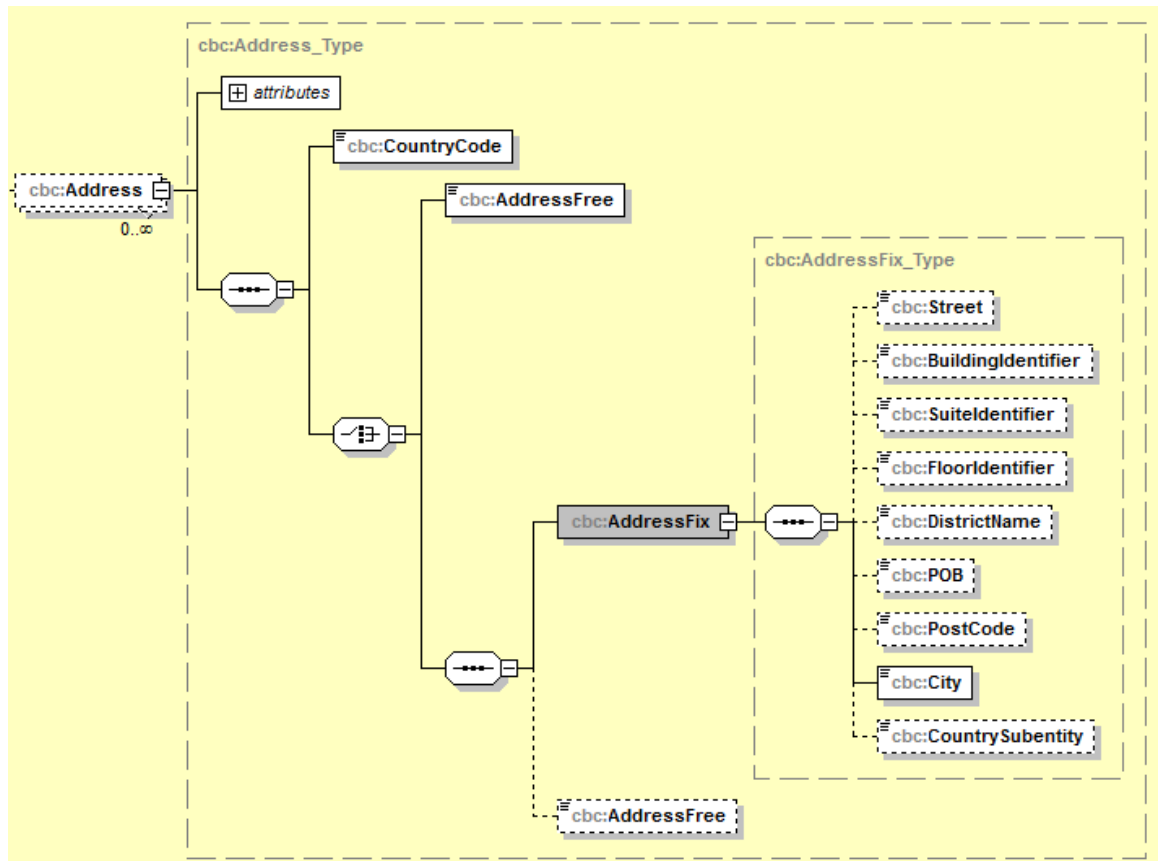 cbc:Address_Type
attributes
cbc:CountryCode
cbc:Address
0..∞
cbc:AddressFree
cbc:AddressFix_Type
cbc:Street
cbc:BuildingIdentifier
cbc:SuiteIdentifier
cbc:FloorIdentifier
cbc:AddressFix
cbc:DistrictName
cbc:POB
cbc:PostCode
cbc:City
cbc:CountrySubentity
cbc:AddressFree